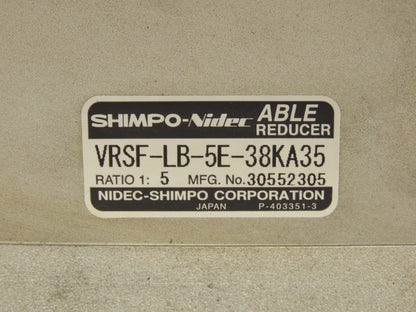 SHIMPO-Nidec ABLE REDUCER
VRSF-LB-5E-38KA35
RATIO 1: 5 MFG. No. 30552305
NIDEC-SHIMPO CORPORATION
JAPAN P-403351-3